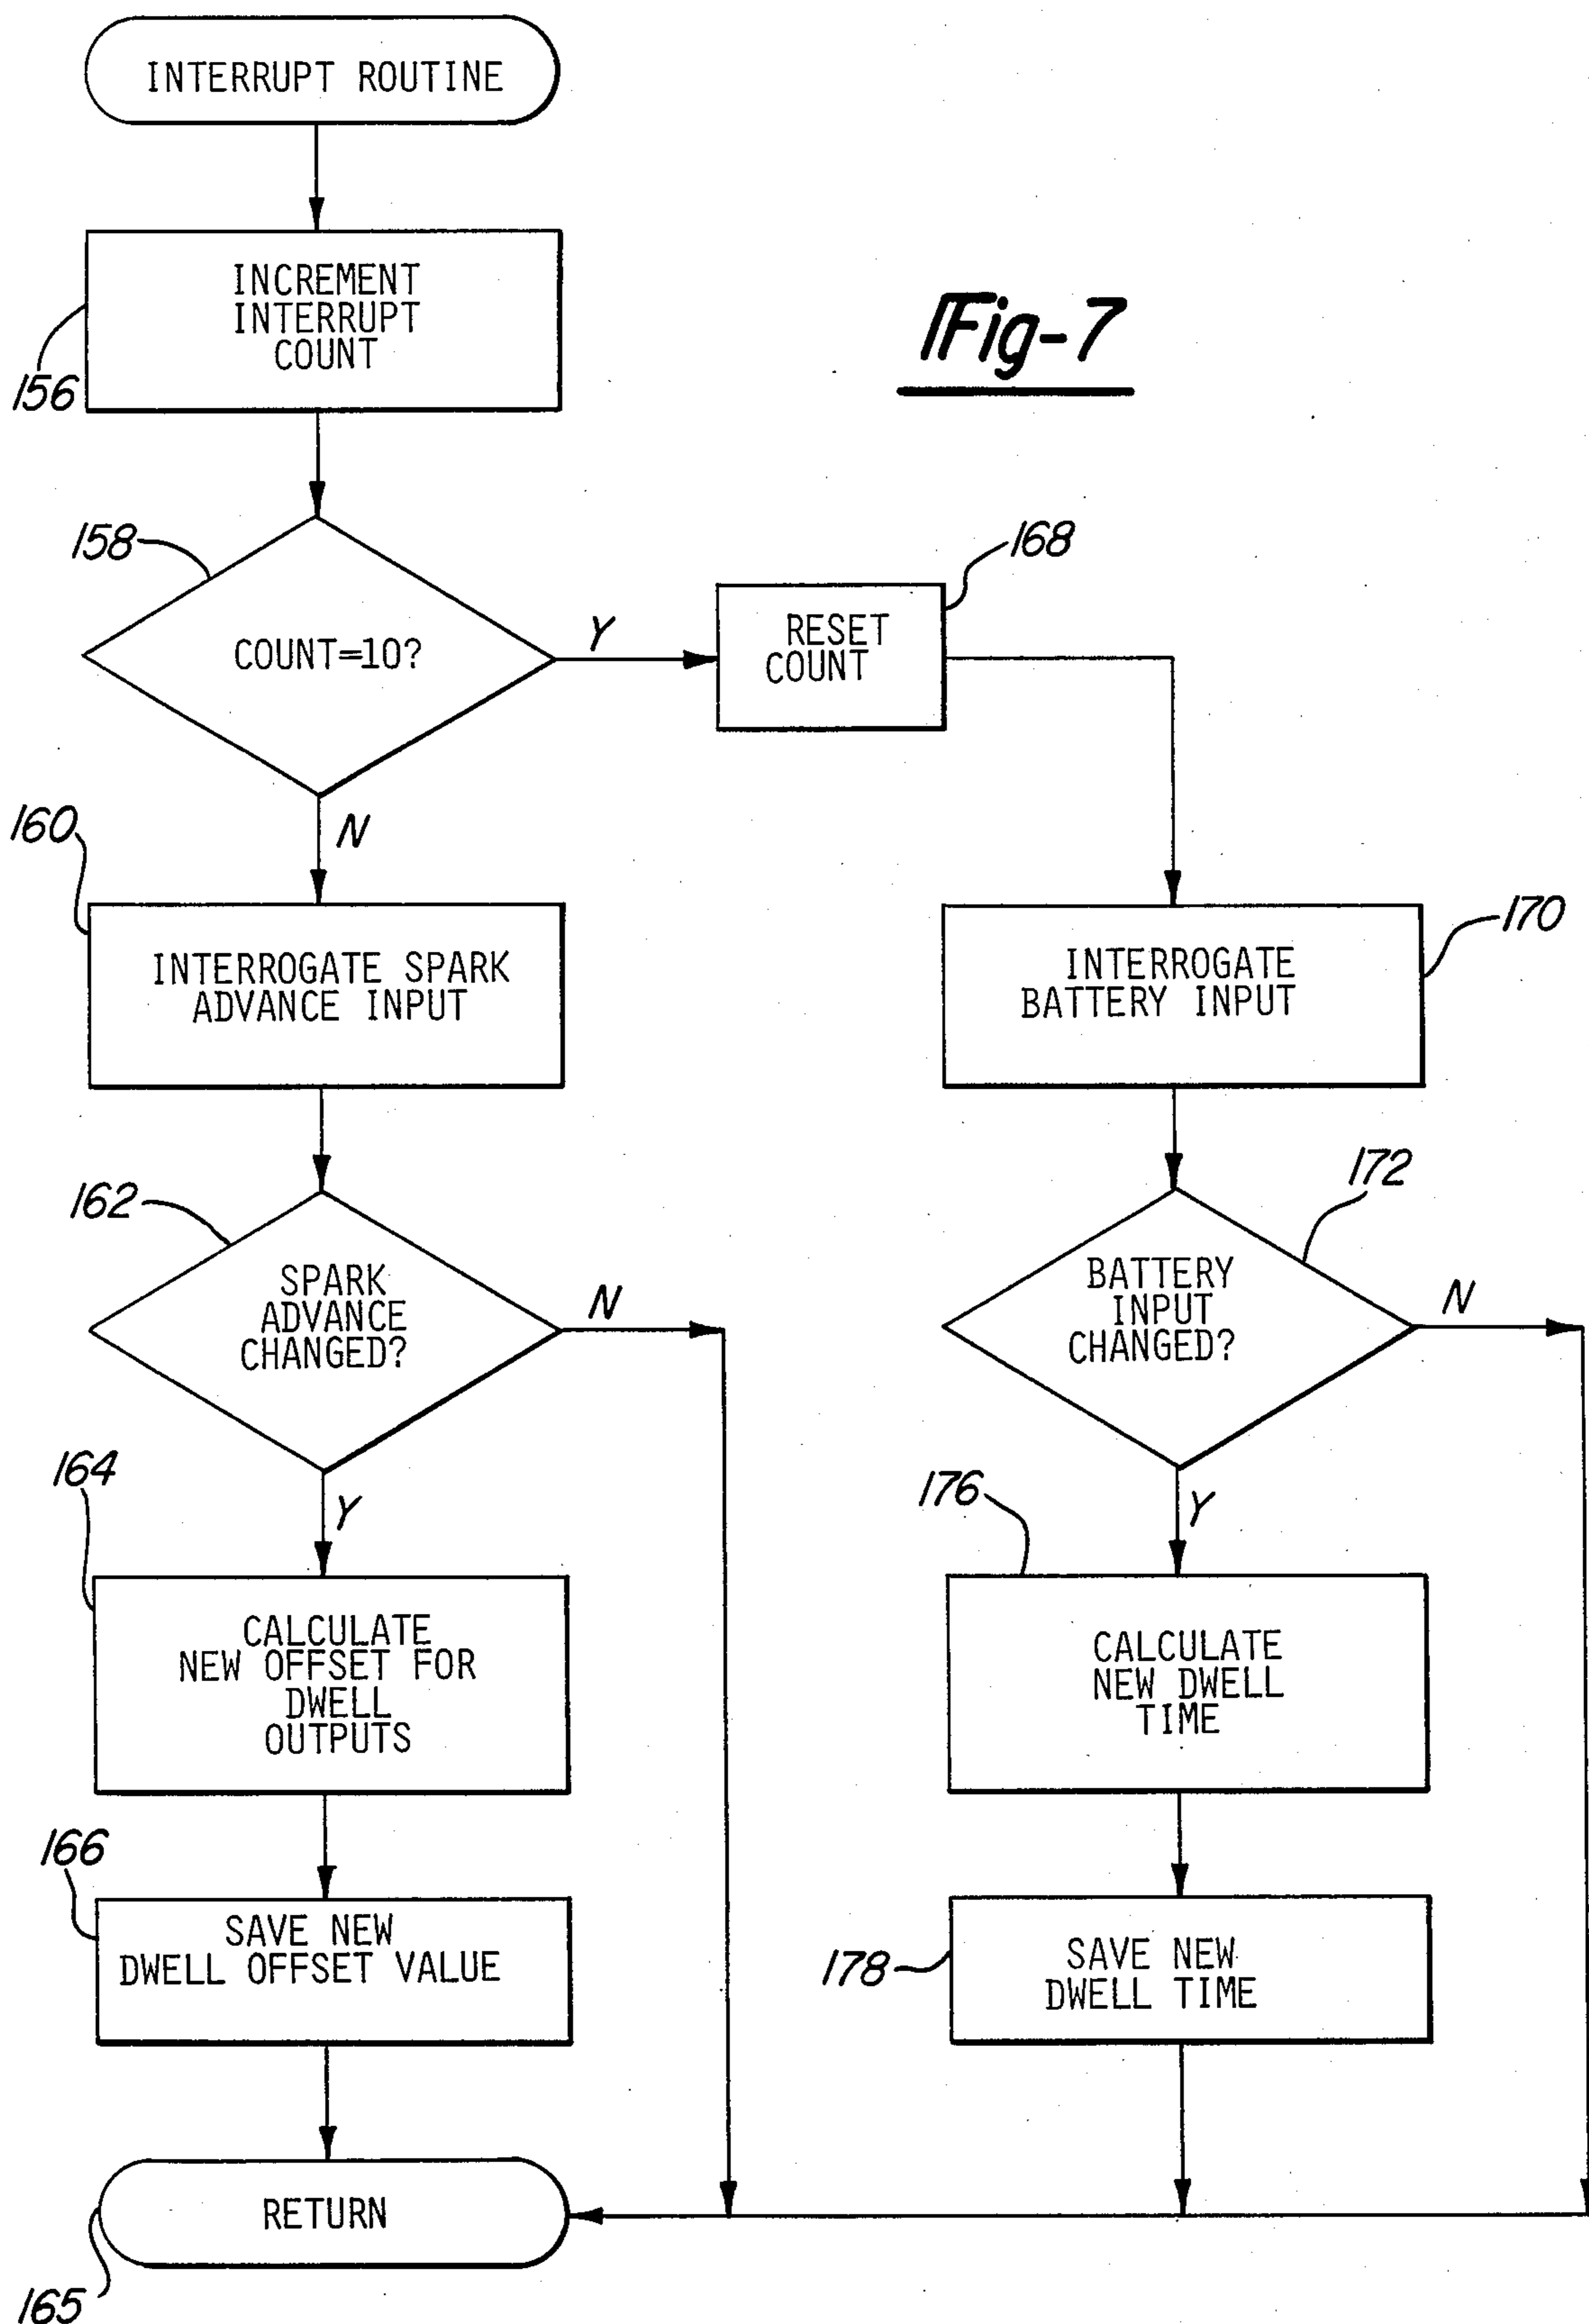 INTERRUPT ROUTINE
INCREMENT
INTERRUPT
COUNT
156
Fig-7
158
COUNT=10?
Y
168
RESET
COUNT
N
160
INTERROGATE SPARK
ADVANCE INPUT
170
INTERROGATE
BATTERY INPUT
162
SPARK
ADVANCE
CHANGED?
N
172
BATTERY
INPUT
CHANGED?
N
Y
164
CALCULATE
NEW OFFSET FOR
DWELL
OUTPUTS
Y
176
CALCULATE
NEW DWELL
TIME
166
SAVE NEW
DWELL OFFSET VALUE
178
SAVE NEW
DWELL TIME
RETURN
165